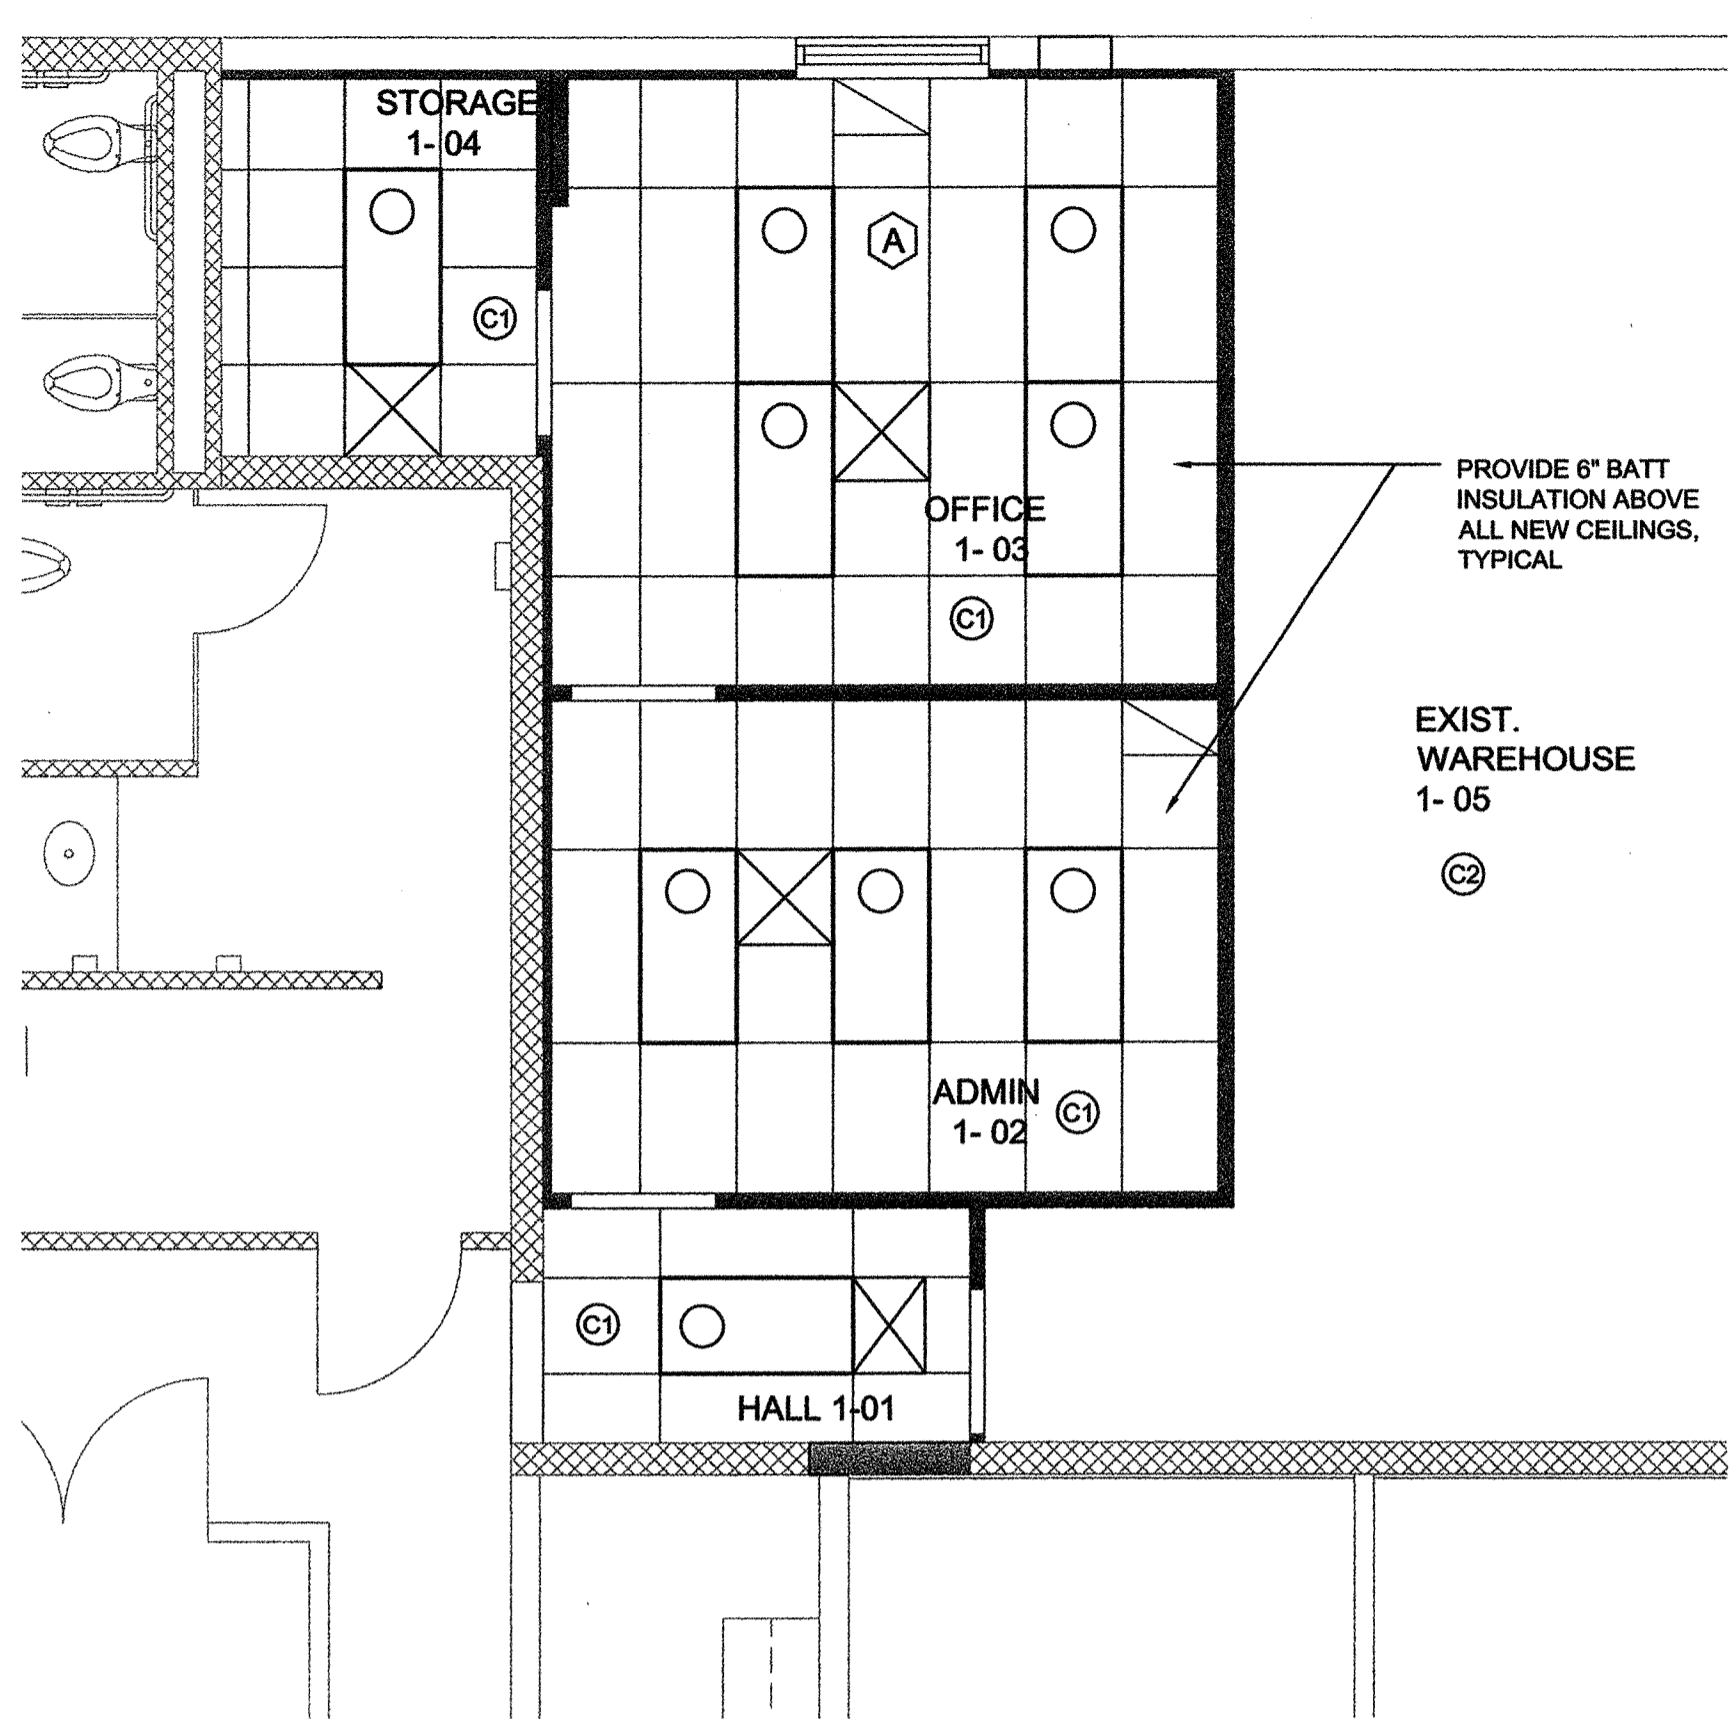 STORAGE
1- 04
C1
A
OFFICE
1- 03
C1
PROVIDE 6" BATT
INSULATION ABOVE
ALL NEW CEILINGS,
TYPICAL
EXIST.
WAREHOUSE
1- 05
C2
ADMIN
1- 02
C1
C1
HALL 1-01